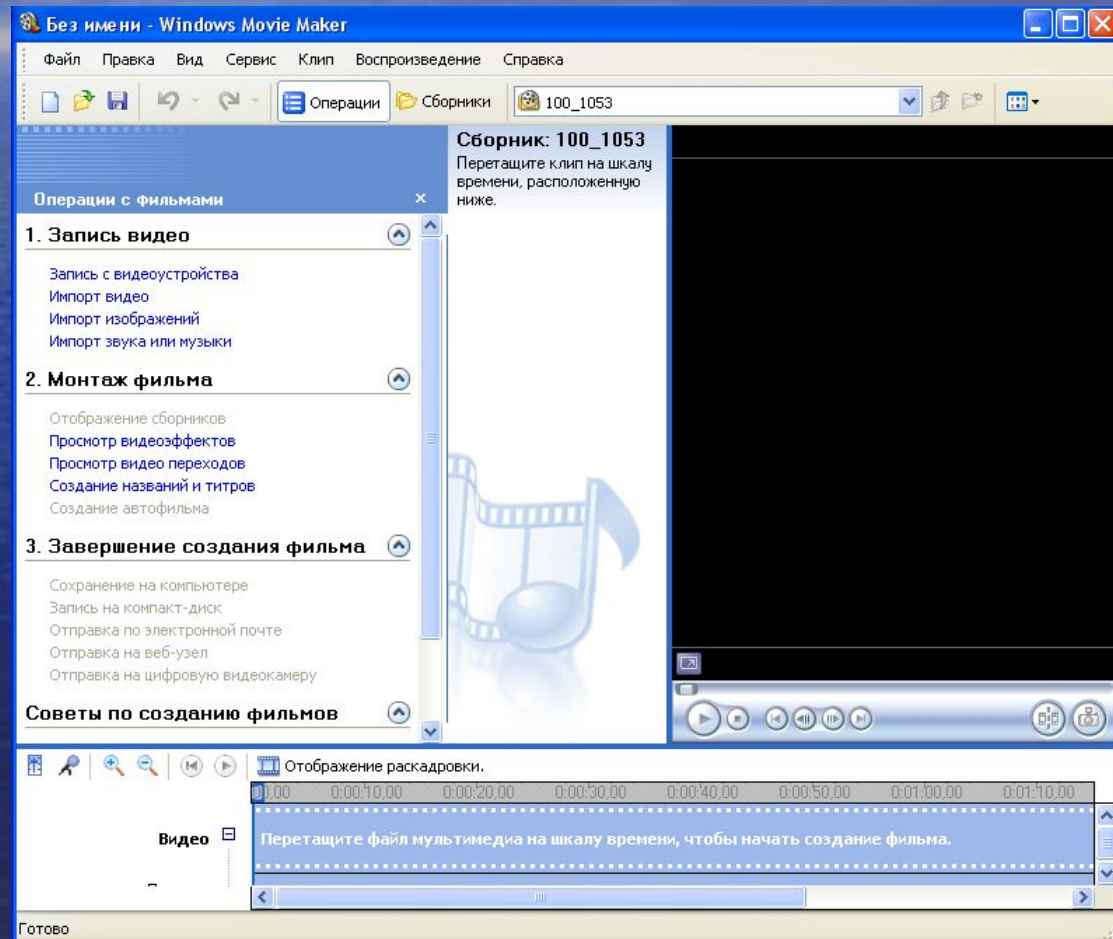 Без имени - Windows Movie Maker
Файл Правка Вид Сервис Клип Воспроизведение Справка
Операции Сборники 100_1053
Операции с фильмами
1. Запись видео
Запись с видеоустройства
Импорт видео
Импорт изображений
Импорт звука или музыки
2. Монтаж фильма
Отображение сборников
Просмотр видеоэффектов
Просмотр видео переходов
Создание названий и титров
Создание автофильма
3. Завершение создания фильма
Сохранение на компьютере
Запись на компакт-диск
Отправка по электронной почте
Отправка на веб-узел
Отправка на цифровую видеокамеру
Советы по созданию фильмов
Сборник: 100_1053
Перетащите клип на шкалу
времени, расположенную
ниже.
Отображение раскадровки.
0:00:10,00 0:00:20,00 0:00:30,00 0:00:40,00 0:00:50,00 0:01:00,00 0:01:10,00
Видео
Перетащите файл мультимедиа на шкалу времени, чтобы начать создание фильма.
Готово